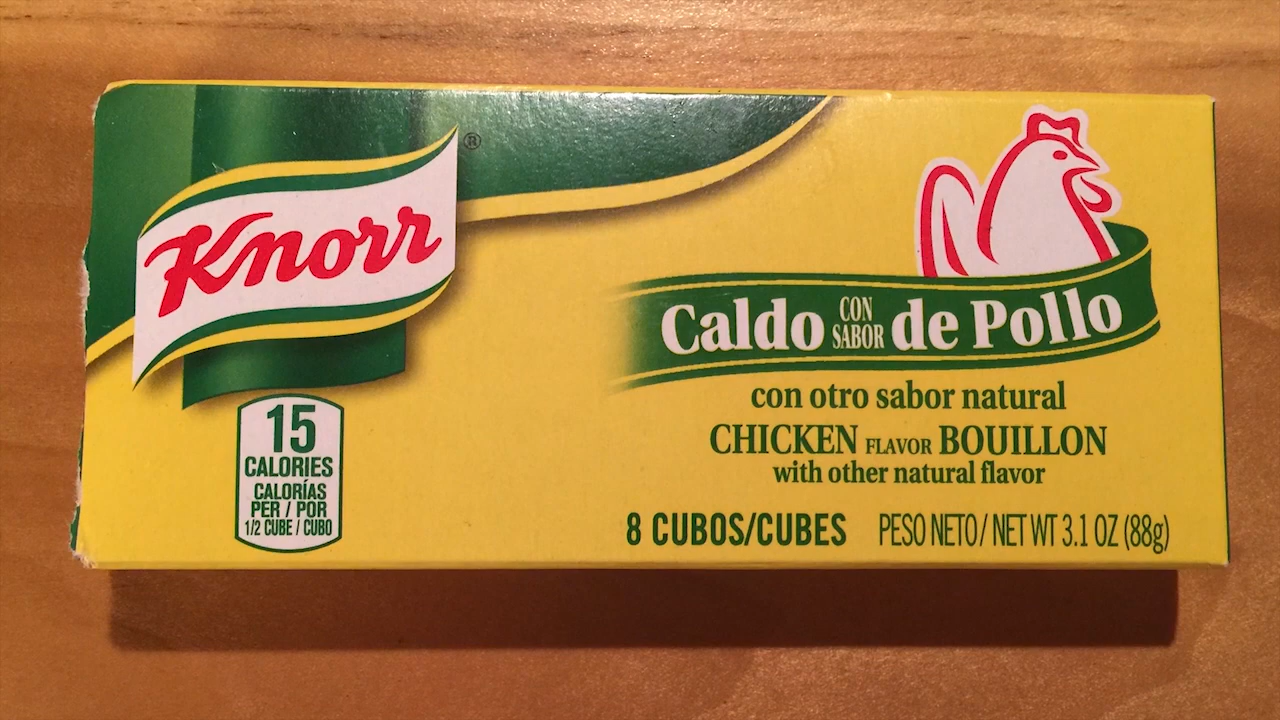 Knorr®
Caldo CON SABOR de Pollo
con otro sabor natural
CHICKEN FLAVOR BOUILLON
with other natural flavor
15
CALORIES
CALORÍAS
PER / POR
1/2 CUBE / CUBO
8 CUBOS/CUBES PESO NETO/ NET WT 3.1 OZ (88g)